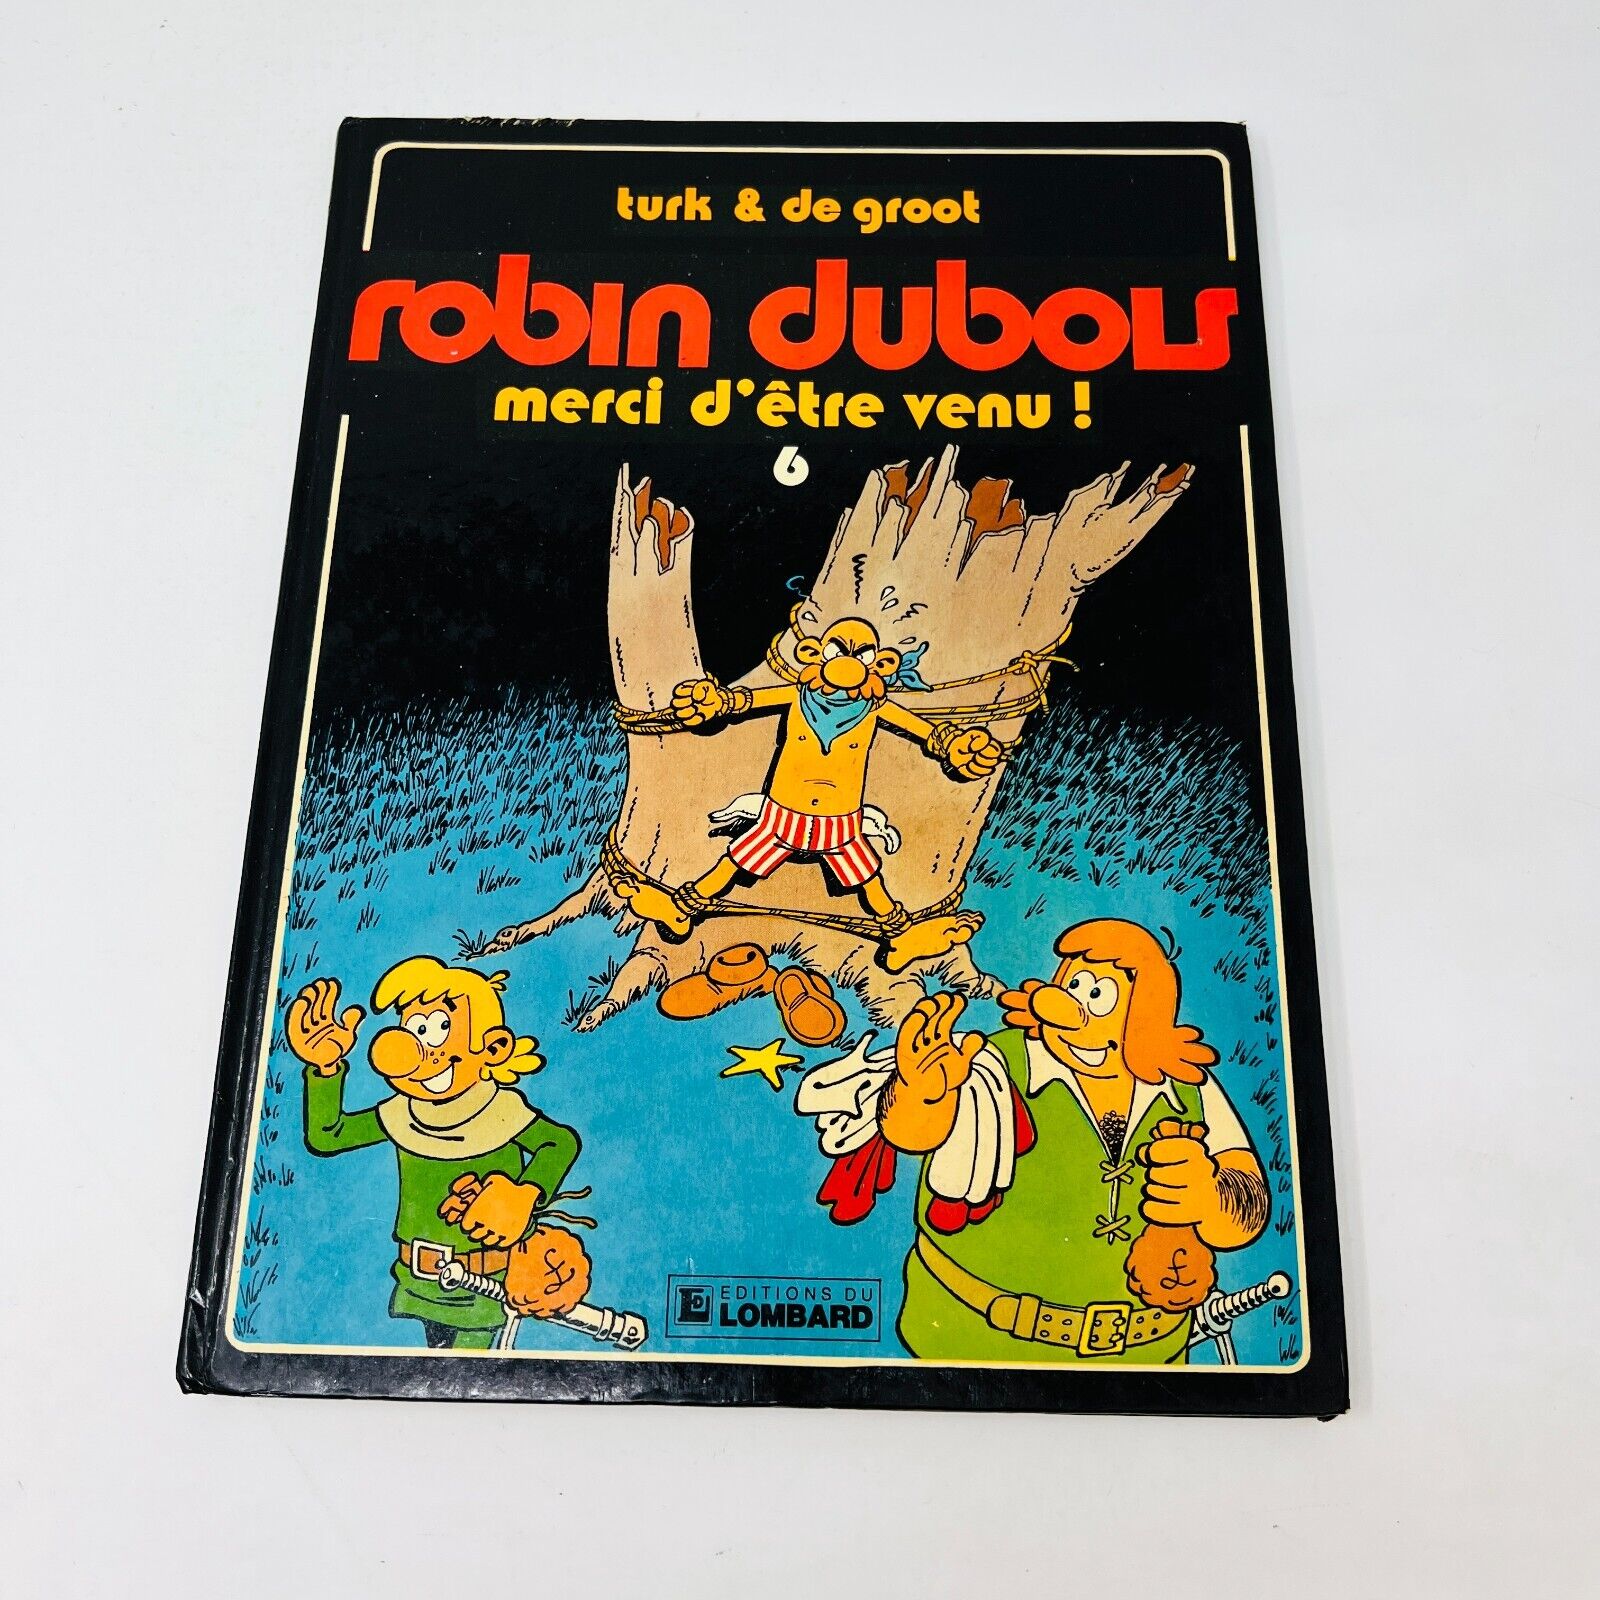 turk & de groot
robin dubois
merci d'être venu !
6
£
£
EDITIONS DU
LOMBARD